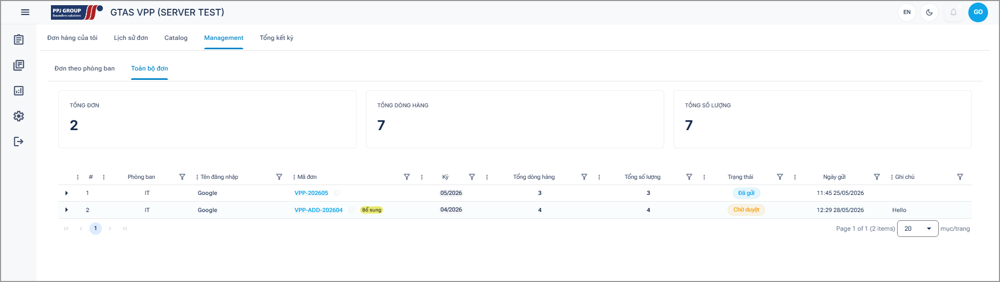 PPJ GROUP
Boundless solutions
GTAS VPP (SERVER TEST)
EN
GO
Đơn hàng của tôi
Lịch sử đơn
Catalog
Management
Tổng kết kỳ
Đơn theo phòng ban
Toàn bộ đơn
TỔNG ĐƠN
2
TỔNG DÒNG HÀNG
7
TỔNG SỐ LƯỢNG
7
# Phòng ban Tên đăng nhập Mã đơn Kỳ Tổng dòng hàng Tổng số lượng Trạng thái Ngày gửi Ghi chú
1 IT Google VPP-202605 05/2026 3 3 Đã gửi 11:45 25/05/2026
2 IT Google VPP-ADD-202604 Bổ sung 04/2026 4 4 Chờ duyệt 12:29 28/05/2026 Hello
1
Page 1 of 1 (2 items) 20 mục/trang